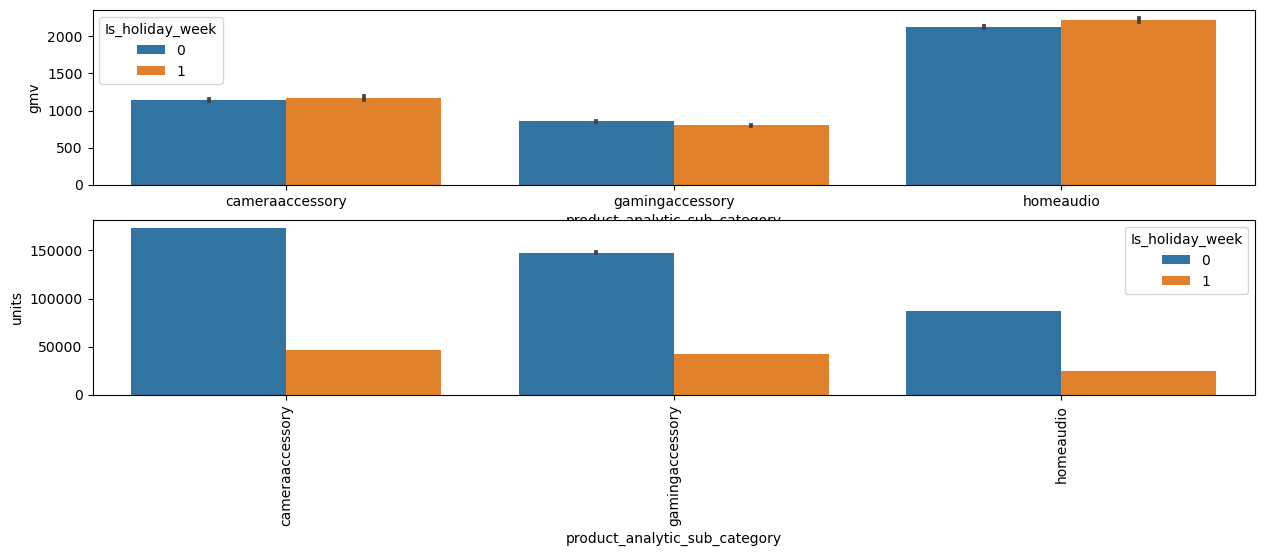 Is_holiday_week
0
1
2000
1500
1000
500
0
gmv
cameraaccessory
gamingaccessory
homeaudio
product_analytic_sub_category
Is_holiday_week
0
1
150000
100000
50000
0
units
cameraaccessory
gamingaccessory
homeaudio
product_analytic_sub_category